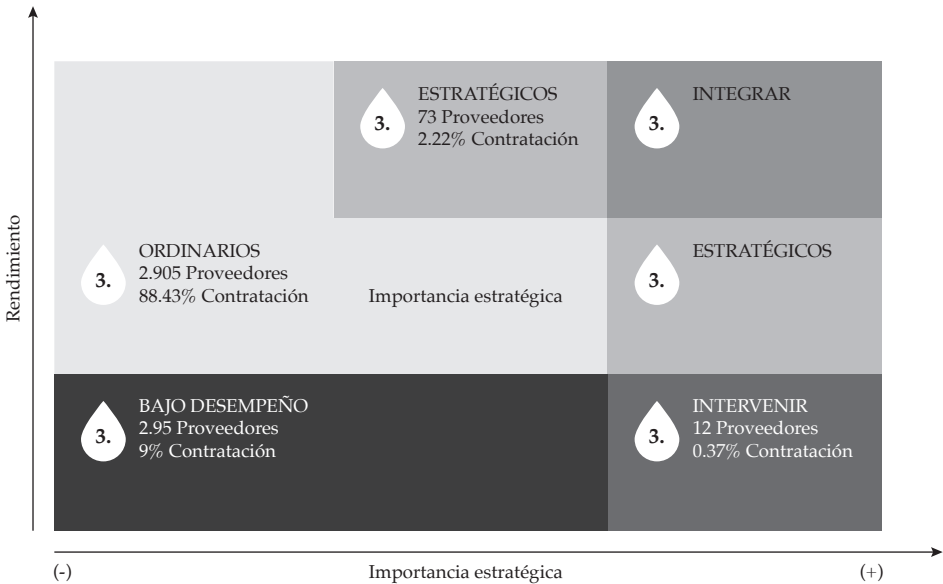 3.
ESTRATÉGICOS
73 Proveedores
2.22% Contratación
3.
INTEGRAR
3.
ORDINARIOS
2.905 Proveedores
88.43% Contratación
Importancia estratégica
3.
ESTRATÉGICOS
3.
BAJO DESEMPEÑO
2.95 Proveedores
9% Contratación
3.
INTERVENIR
12 Proveedores
0.37% Contratación
Rendimiento
(-)
Importancia estratégica
(+)